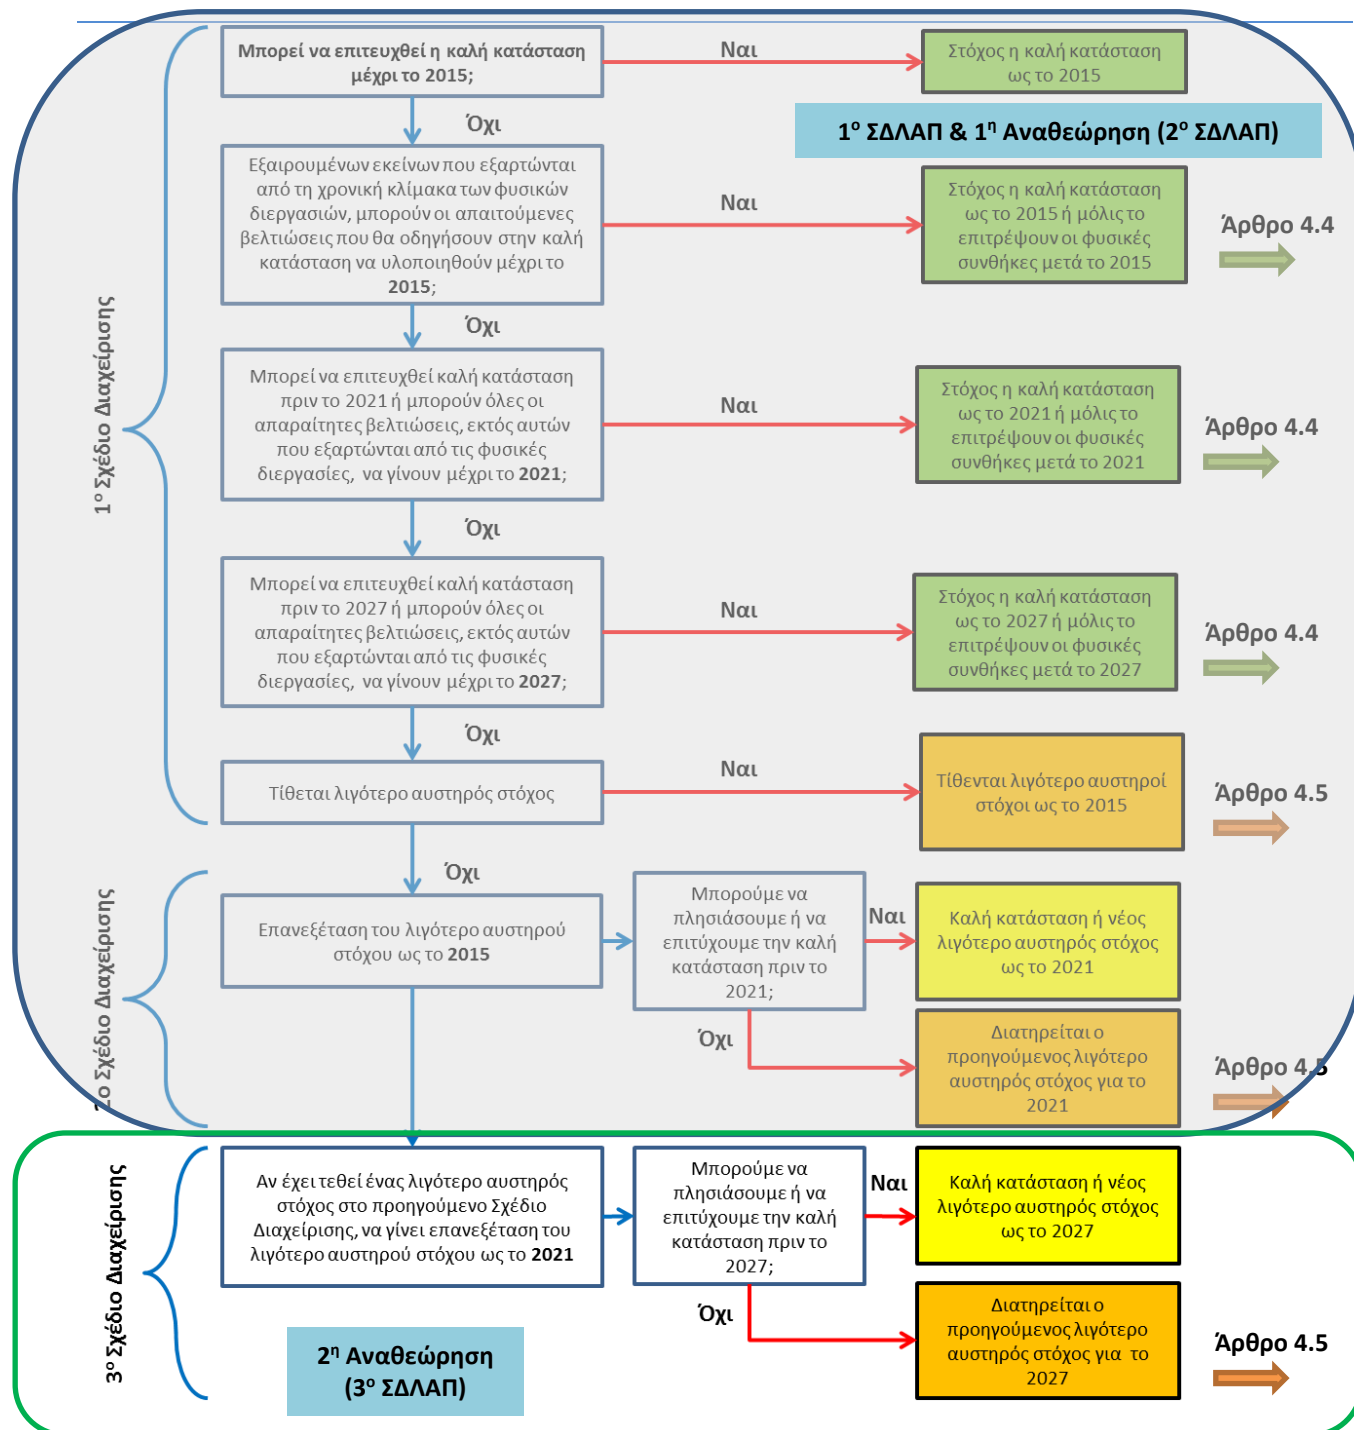 Μπορεί να επιτευχθεί η καλή κατάσταση
μέχρι το 2015;
Ναι
Στόχος η καλή κατάσταση
ως το 2015
Όχι
1ο ΣΔΛΑΠ & 1η Αναθεώρηση (2ο ΣΔΛΑΠ)
Εξαιρουμένων εκείνων που εξαρτώνται
από τη χρονική κλίμακα των φυσικών
διεργασιών, μπορούν οι απαιτούμενες
βελτιώσεις που θα οδηγήσουν στην καλή
κατάσταση να υλοποιηθούν μέχρι το
2015;
Ναι
Στόχος η καλή κατάσταση
ως το 2015 ή μόλις το
επιτρέψουν οι φυσικές
συνθήκες μετά το 2015
Άρθρο 4.4
Όχι
1ο Σχέδιο Διαχείρισης
Μπορεί να επιτευχθεί καλή κατάσταση
πριν το 2021 ή μπορούν όλες οι
απαραίτητες βελτιώσεις, εκτός αυτών
που εξαρτώνται από τις φυσικές
διεργασίες, να γίνουν μέχρι το 2021;
Ναι
Στόχος η καλή κατάσταση
ως το 2021 ή μόλις το
επιτρέψουν οι φυσικές
συνθήκες μετά το 2021
Άρθρο 4.4
Όχι
Μπορεί να επιτευχθεί καλή κατάσταση
πριν το 2027 ή μπορούν όλες οι
απαραίτητες βελτιώσεις, εκτός αυτών
που εξαρτώνται από τις φυσικές
διεργασίες, να γίνουν μέχρι το 2027;
Ναι
Στόχος η καλή κατάσταση
ως το 2027 ή μόλις το
επιτρέψουν οι φυσικές
συνθήκες μετά το 2027
Άρθρο 4.4
Όχι
Τίθεται λιγότερο αυστηρός στόχος
Ναι
Τίθενται λιγότερο αυστηροί
στόχοι ως το 2015
Άρθρο 4.5
Όχι
2ο Σχέδιο Διαχείρισης
Επανεξέταση του λιγότερο αυστηρού
στόχου ως το 2015
Μπορούμε να
πλησιάσουμε ή να
επιτύχουμε την καλή
κατάσταση πριν το
2021;
Ναι
Καλή κατάσταση ή νέος
λιγότερο αυστηρός στόχος
ως το 2021
Όχι
Διατηρείται ο
προηγούμενος λιγότερο
αυστηρός στόχος για το
2021
Άρθρο 4.5
3ο Σχέδιο Διαχείρισης
Αν έχει τεθεί ένας λιγότερο αυστηρός
στόχος στο προηγούμενο Σχέδιο
Διαχείρισης, να γίνει επανεξέταση του
λιγότερο αυστηρού στόχου ως το 2021
Μπορούμε να
πλησιάσουμε ή να
επιτύχουμε την καλή
κατάσταση πριν το
2027;
Ναι
Καλή κατάσταση ή νέος
λιγότερο αυστηρός στόχος
ως το 2027
Όχι
Διατηρείται ο
προηγούμενος λιγότερο
αυστηρός στόχος για το
2027
Άρθρο 4.5
2η Αναθεώρηση
(3ο ΣΔΛΑΠ)